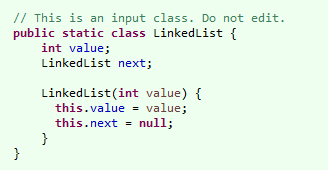 // This is an input class. Do not edit.
public static class LinkedList {
    int value;
    LinkedList next;

    LinkedList(int value) {
      this.value = value;
      this.next = null;
    }
}